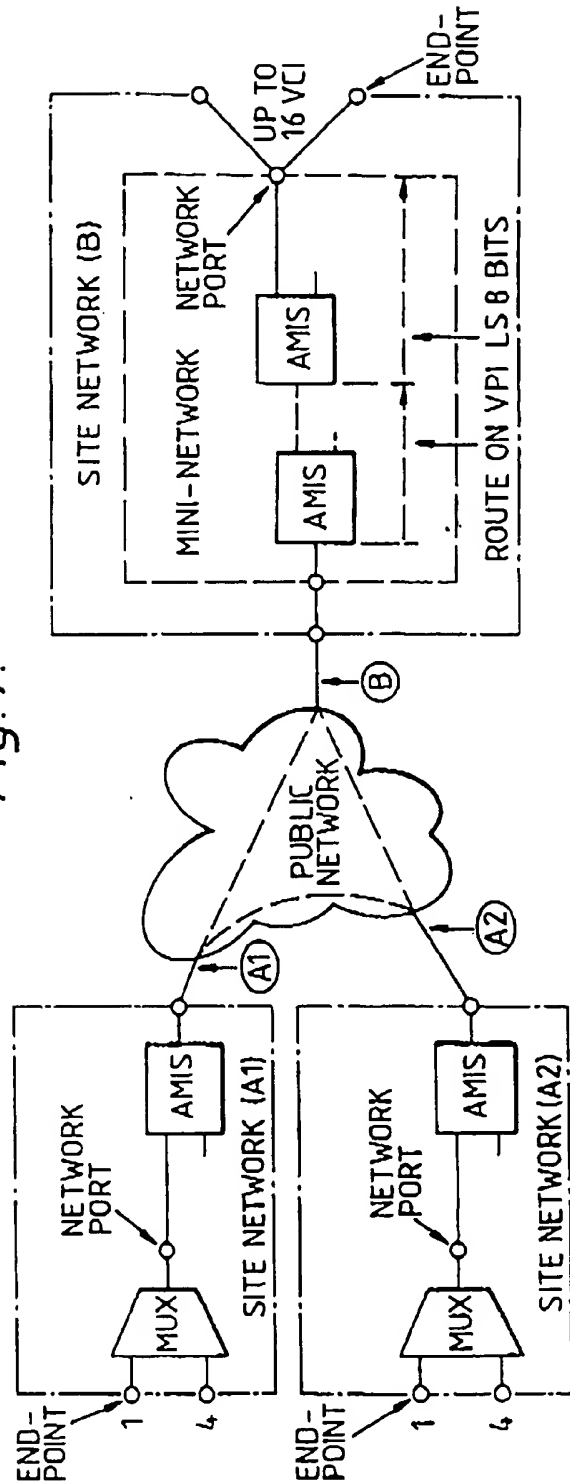 Fig. 7.
END-
POINT
1
4
MUX
NETWORK
PORT
AMIS
SITE NETWORK (A1)
A1
END-
POINT
1
4
MUX
NETWORK
PORT
AMIS
SITE NETWORK (A2)
A2
PUBLIC
NETWORK
B
SITE NETWORK (B)
MINI-NETWORK
NETWORK
PORT
AMIS
AMIS
UP TO
16 VCI
END-
POINT
ROUTE ON VPI LS 8 BITS